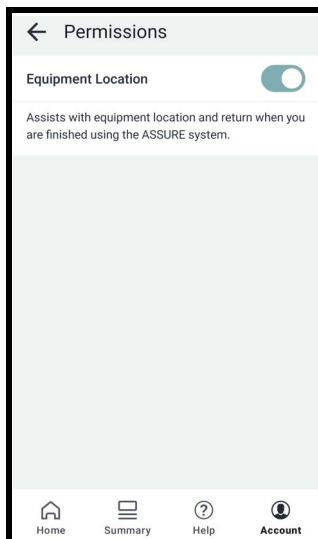 Permissions
Equipment Location
Assists with equipment location and return when you
are finished using the ASSURE system.
Home
Summary
Help
Account